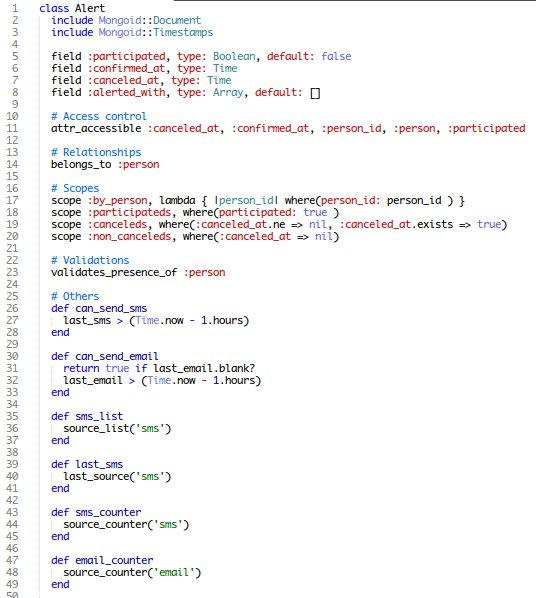 1 class Alert
2 include Mongoid::Document
3 include Mongoid::Timestamps
4
5 field :participated, type: Boolean, default: false
6 field :confirmed_at, type: Time
7 field :canceled_at, type: Time
8 field :alerted_with, type: Array, default: []
9
10 # Access control
11 attr_accessible :canceled_at, :confirmed_at, :person_id, :person, :participated
12
13 # Relationships
14 belongs_to :person
15
16 # Scopes
17 scope :by_person, lambda { |person_id| where(person_id: person_id ) }
18 scope :participateds, where(participated: true )
19 scope :canceleds, where(:canceled_at.ne => nil, :canceled_at.exists => true)
20 scope :non_canceleds, where(:canceled_at => nil)
21
22 # Validations
23 validates_presence_of :person
24
25 # Others
26 def can_send_sms
27 last_sms > (Time.now - 1.hours)
28 end
29
30 def can_send_email
31 return true if last_email.blank?
32 last_email > (Time.now - 1.hours)
33 end
34
35 def sms_list
36 source_list('sms')
37 end
38
39 def last_sms
40 last_source('sms')
41 end
42
43 def sms_counter
44 source_counter('sms')
45 end
46
47 def email_counter
48 source_counter('email')
49 end
50